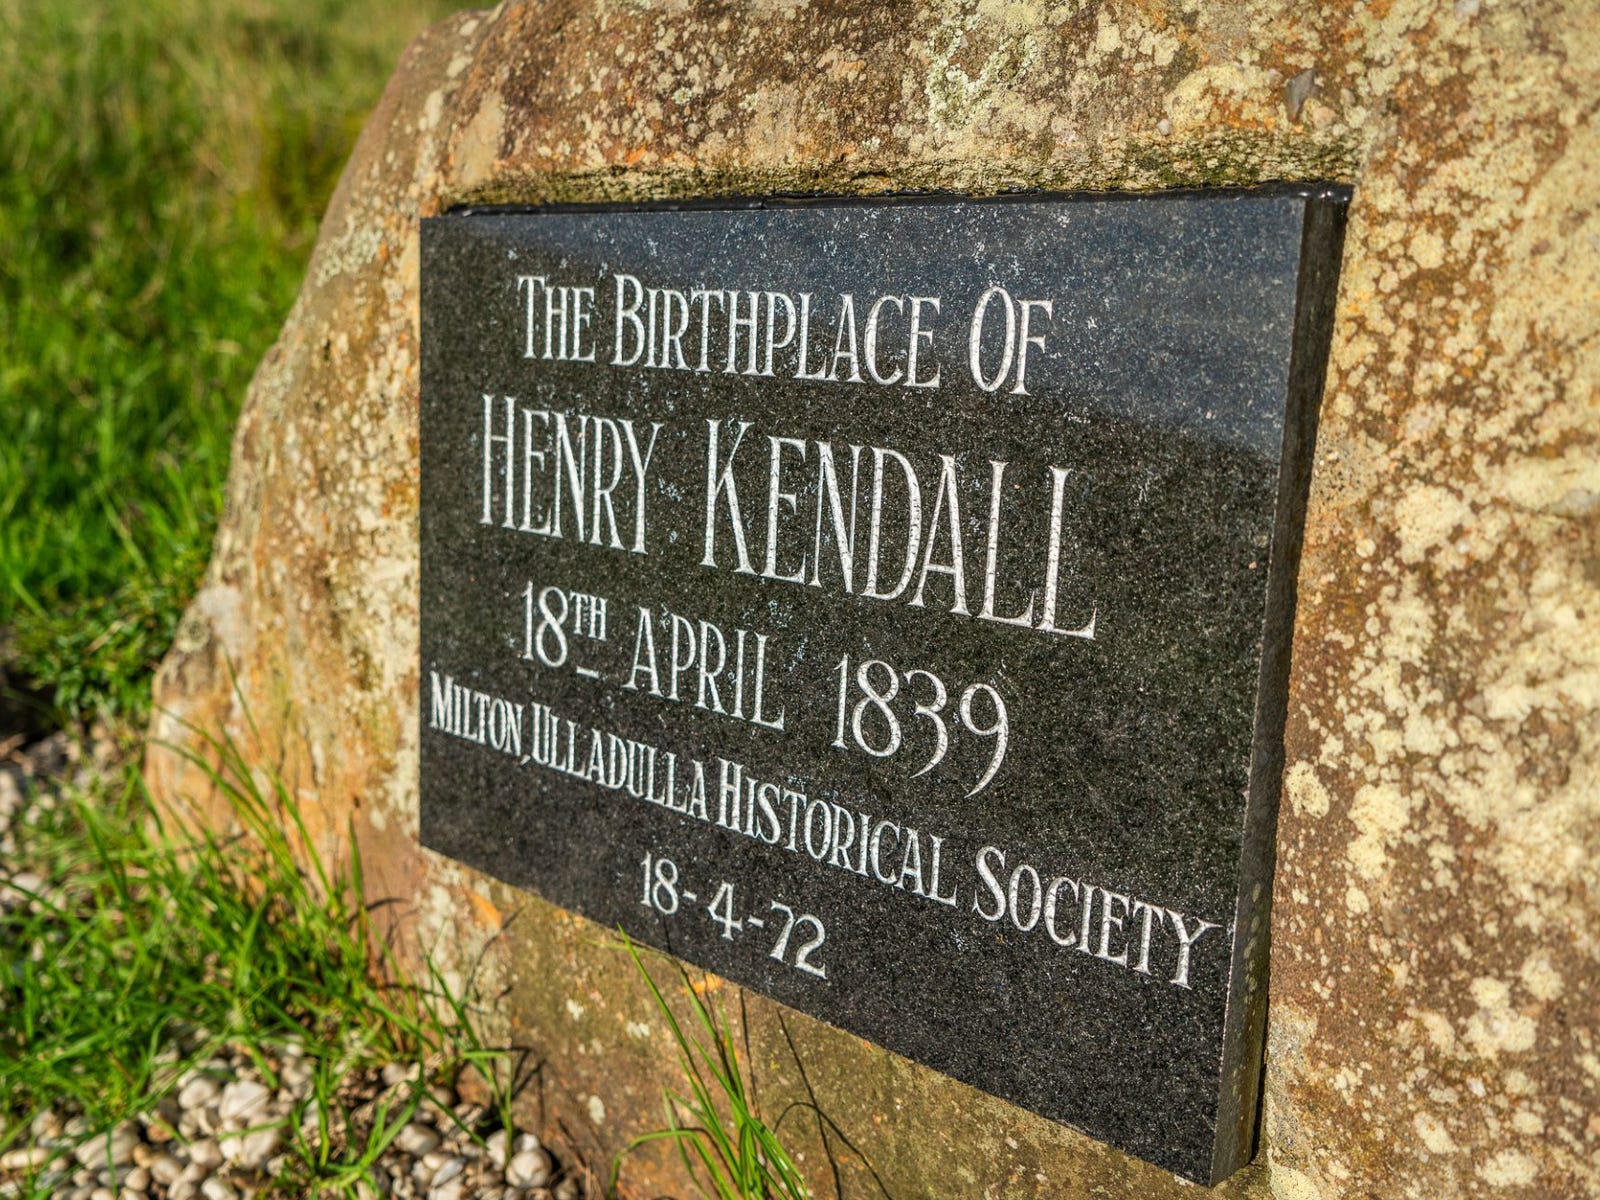 THE BIRTHPLACE OF
HENRY KENDALL
18TH APRIL 1839
MILTON, ULLADULLA HISTORICAL SOCIETY
18-4-72